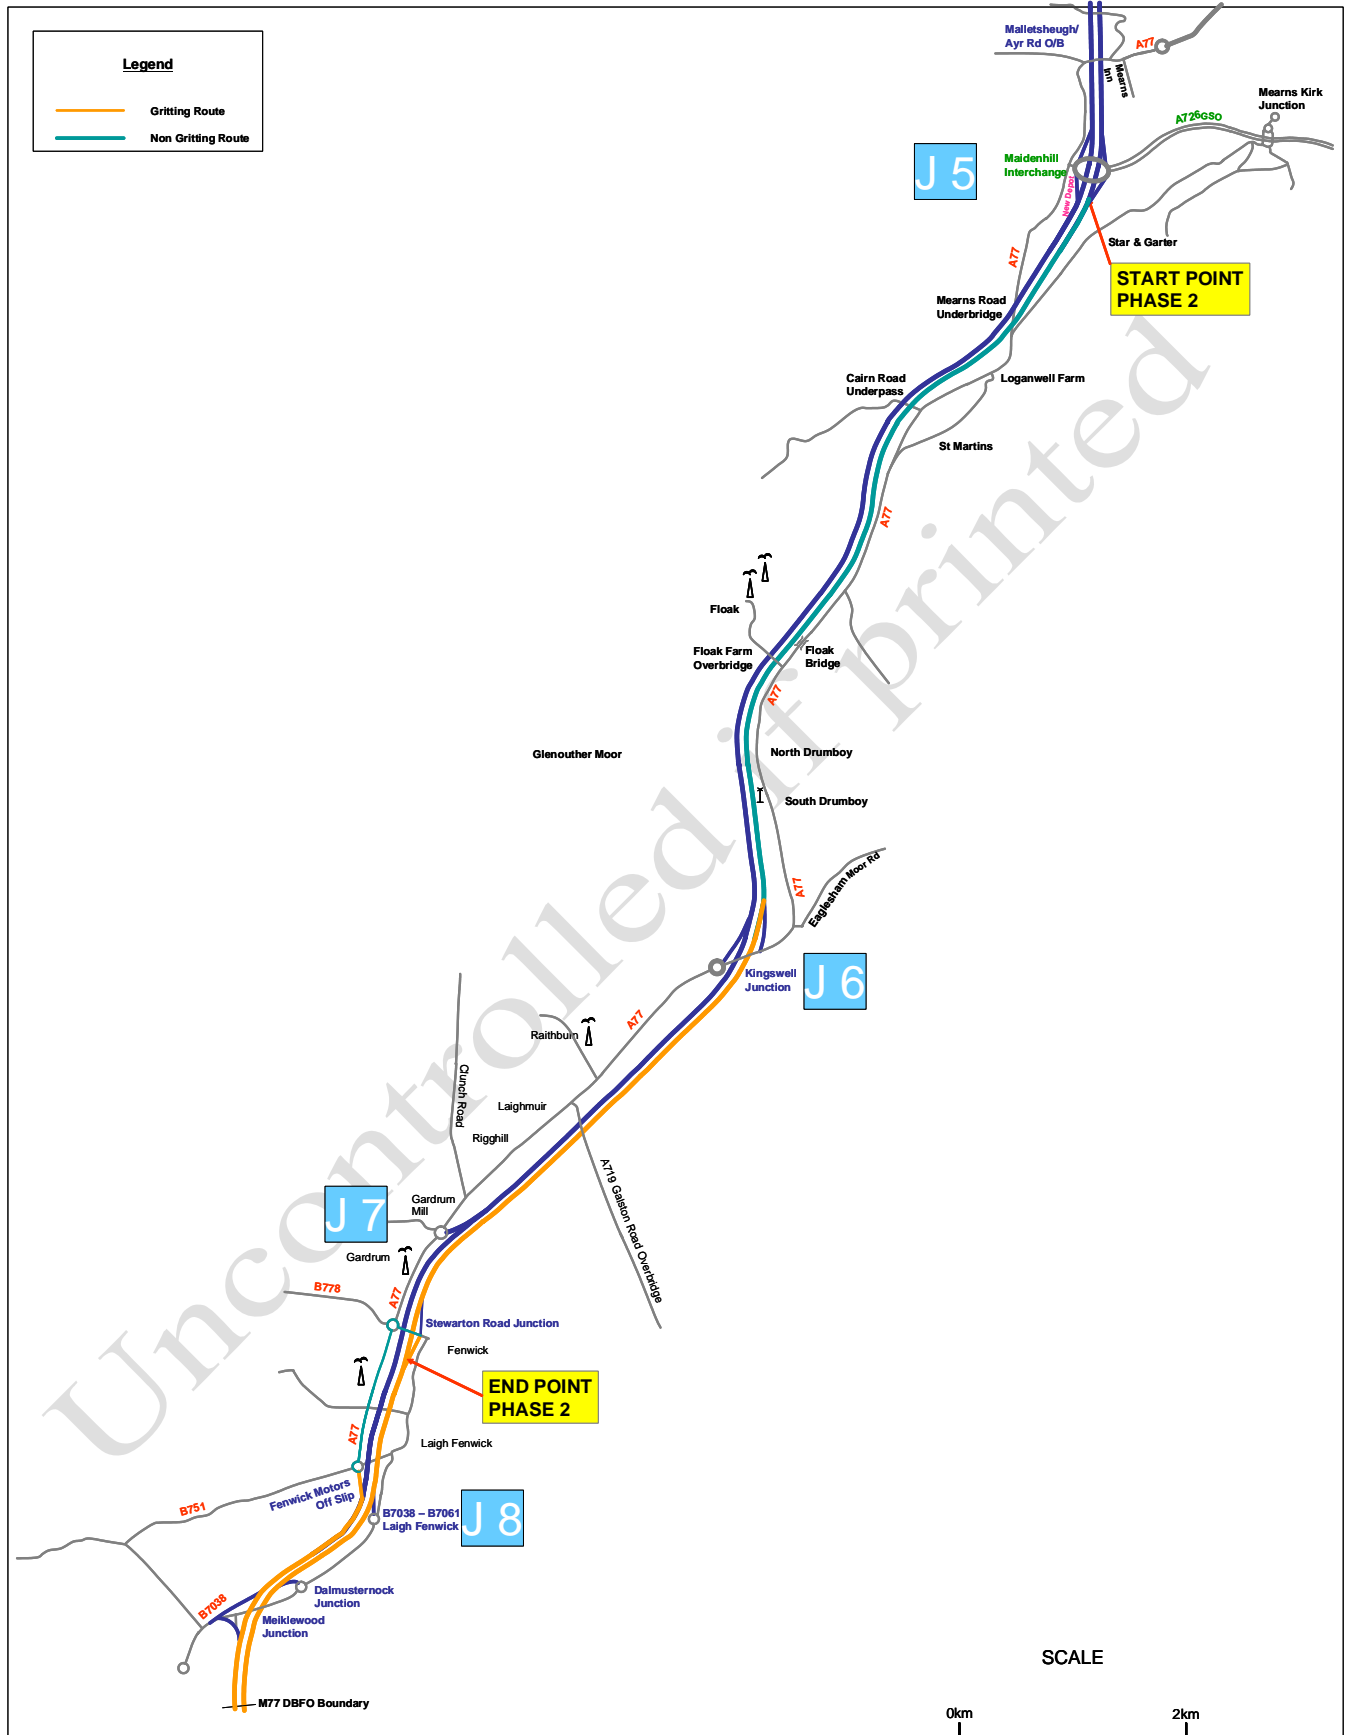 Legend
Gritting Route
Non Gritting Route
Malletsheugh/
Ayr Rd O/B
A77
Mearns
Inn
Mearns Kirk
Junction
A726GSO
J 5
Maidenhill
Interchange
New Depot
Star & Garter
A77
START POINT
PHASE 2
Mearns Road
Underbridge
Cairn Road
Underpass
Loganwell Farm
St Martins
A77
Floak
Floak Farm
Overbridge
Floak
Bridge
A77
Glenouther Moor
North Drumboy
South Drumboy
A77
Eaglesham Moor Rd
Kingswell
Junction
J 6
A77
Raithburn
Clunch Road
Laighmuir
Rigghill
A719 Galston Road Overbridge
J 7
Gardrum
Mill
Gardrum
B778
A77
Stewarton Road Junction
Fenwick
END POINT
PHASE 2
A77
Laigh Fenwick
Fenwick Motors
Off Slip
B751
B7038 – B7061
Laigh Fenwick
J 8
B7038
Dalmusternock
Junction
Meiklewood
Junction
M77 DBFO Boundary
SCALE
0km
2km
Uncontrolled if printed